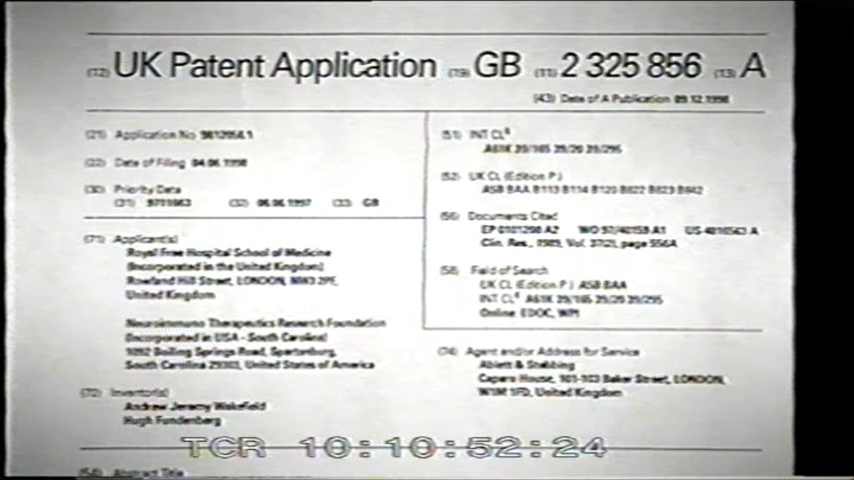 (12) UK Patent Application (19) GB (11) 2 325 856 (13) A
(43) Date of A Publication 09.12.1998
(21) Application No 9812056.1
(22) Date of Filing 04.06.1998
(30) Priority Data
(31) 9711663 (32) 06.06.1997 (33) GB
(71) Applicant(s)
Royal Free Hospital School of Medicine
(Incorporated in the United Kingdom)
Rowland Hill Street, LONDON, NW3 2PF,
United Kingdom
Neuroimmuno Therapeutics Research Foundation
(Incorporated in USA - South Carolina)
1092 Boiling Springs Road, Spartanburg,
South Carolina 29303, United States of America
(72) Inventor(s)
Andrew Jeremy Wakefield
Hugh Fundenberg
(51) INT CL6
A61K 39/165 39/20 39/295
(52) UK CL (Edition P)
A5B BAA B113 B114 B120 B822 B823 B842
(56) Documents Cited
EP 0101200 A2 WO 97/40159 A1 US 4816563 A
Clin. Res., 1989, Vol. 37(2), page 556A
(58) Field of Search
UK CL (Edition P) A5B BAA
INT CL6 A61K 39/165 39/20 39/295
Online EDOC, WPI
(74) Agent and/or Address for Service
Ablett & Stebbing
Caparo House, 101-103 Baker Street, LONDON,
W1M 1FD, United Kingdom
TCR 10:10:52:24
(54) Abstract Title